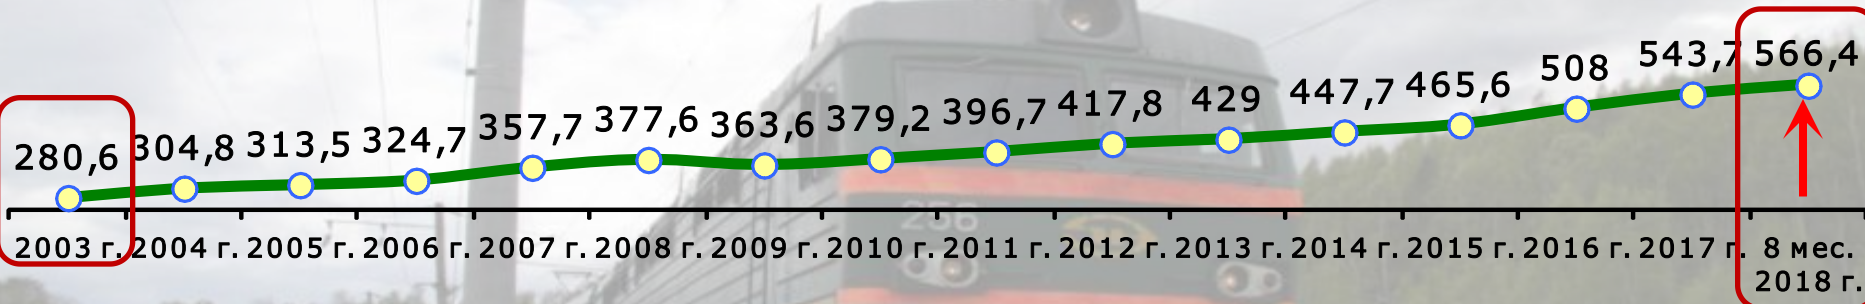 280,6 304,8 313,5 324,7 357,7 377,6 363,6 379,2 396,7 417,8 429 447,7 465,6 508 543,7 566,4
256
2003 г. 2004 г. 2005 г. 2006 г. 2007 г. 2008 г. 2009 г. 2010 г. 2011 г. 2012 г. 2013 г. 2014 г. 2015 г. 2016 г. 2017 г. 8 мес.
2018 г.